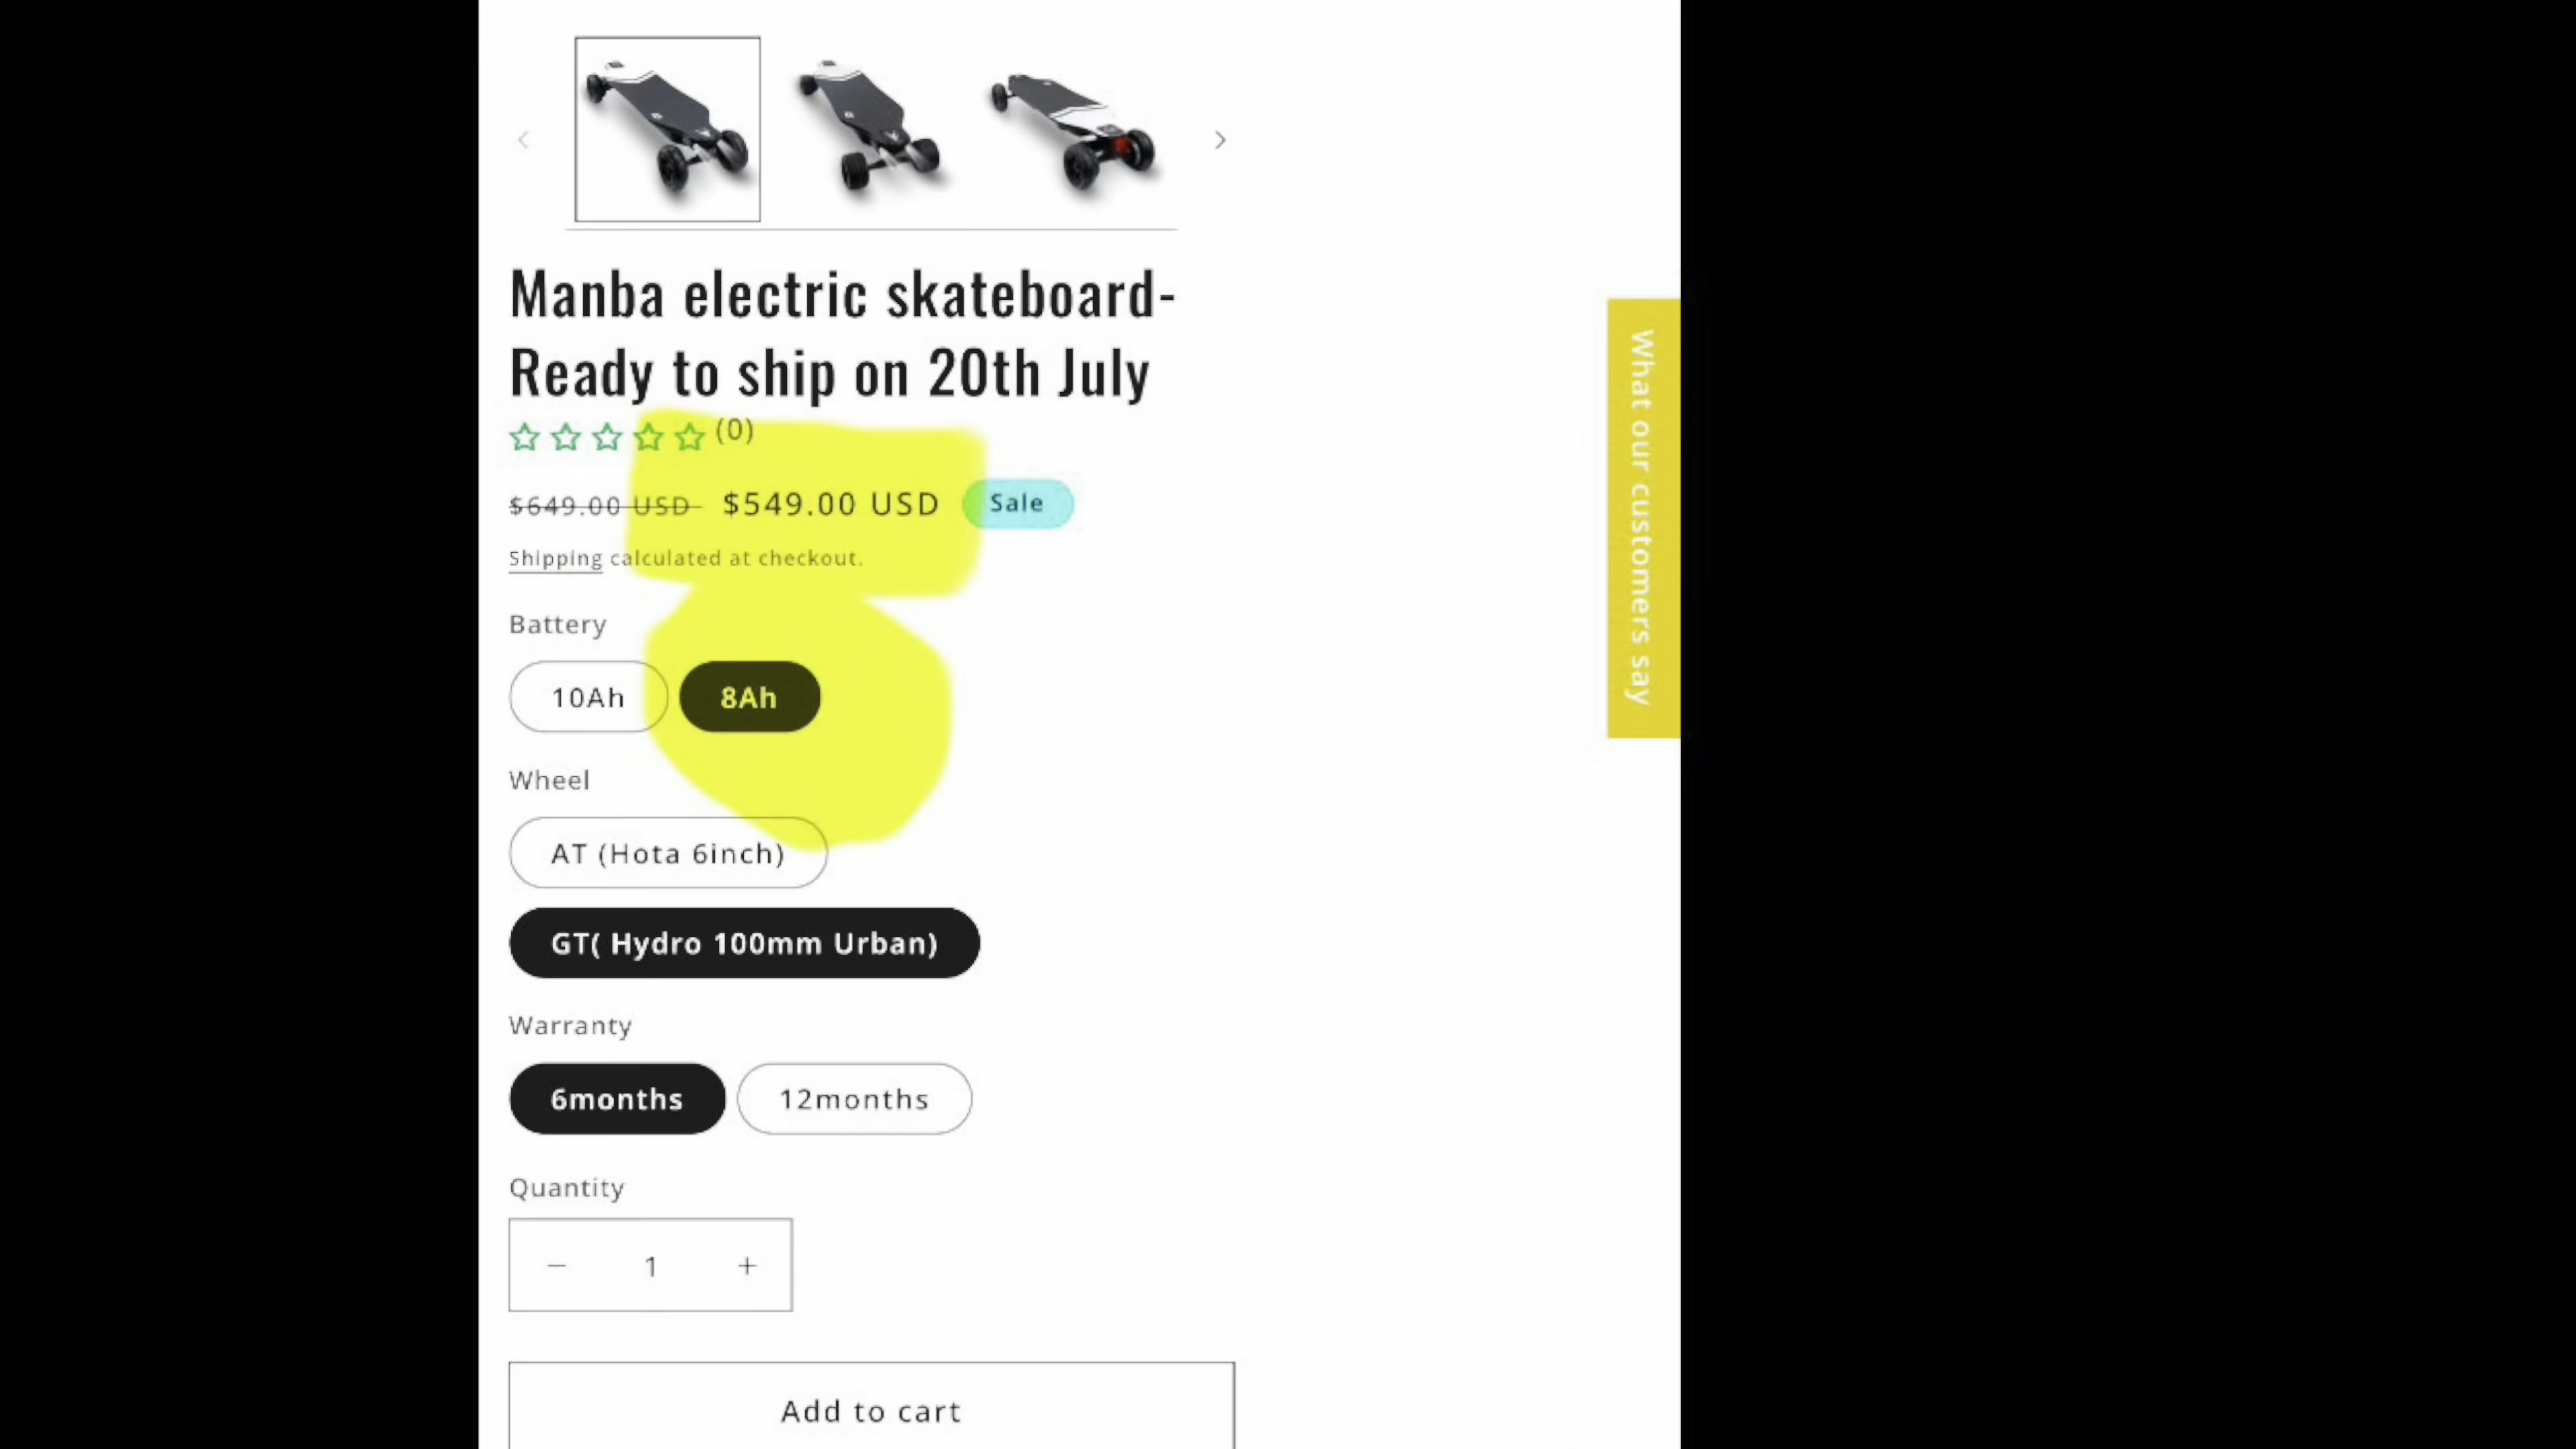 Manba electric skateboard-
Ready to ship on 20th July
(0)
$649.00 USD $549.00 USD Sale
Shipping calculated at checkout.
Battery
10Ah 8Ah
Wheel
AT (Hota 6inch)
GT( Hydro 100mm Urban)
Warranty
6months 12months
Quantity
− 1 +
Add to cart
What our customers say